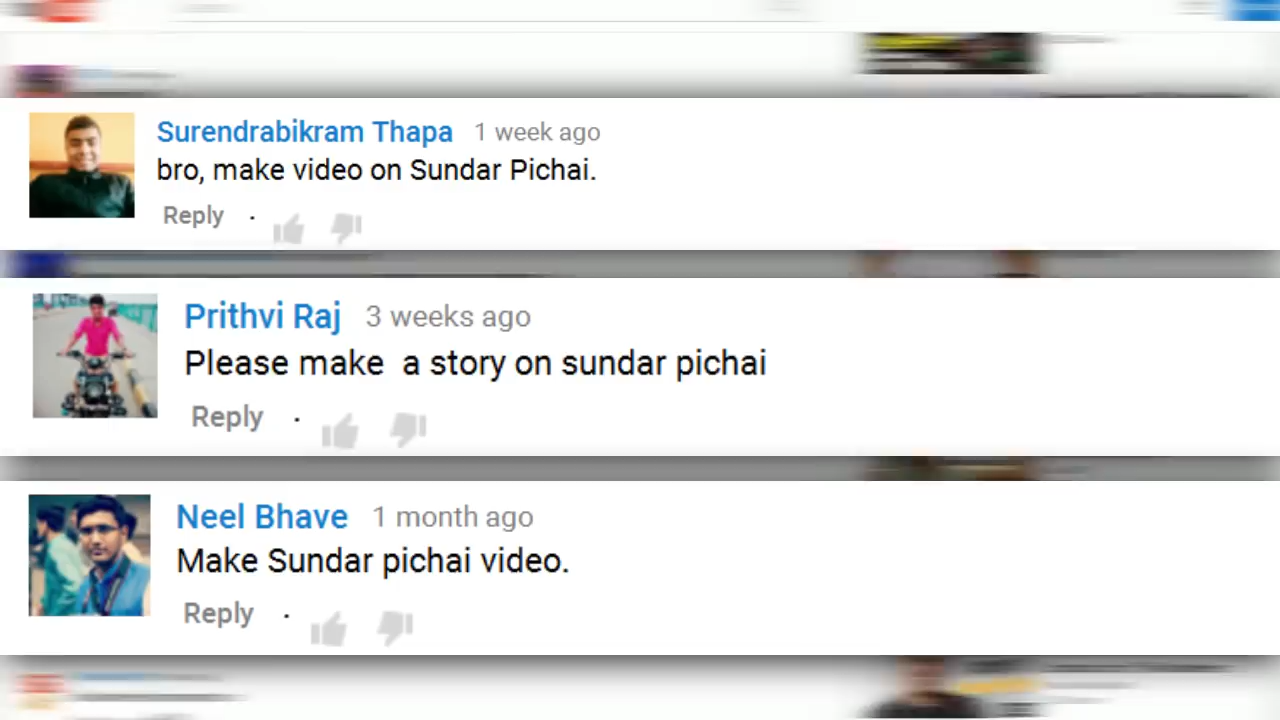 Surendrabikram Thapa 1 week ago
bro, make video on Sundar Pichai.
Reply ·
Prithvi Raj 3 weeks ago
Please make  a story on sundar pichai
Reply ·
Neel Bhave 1 month ago
Make Sundar pichai video.
Reply ·